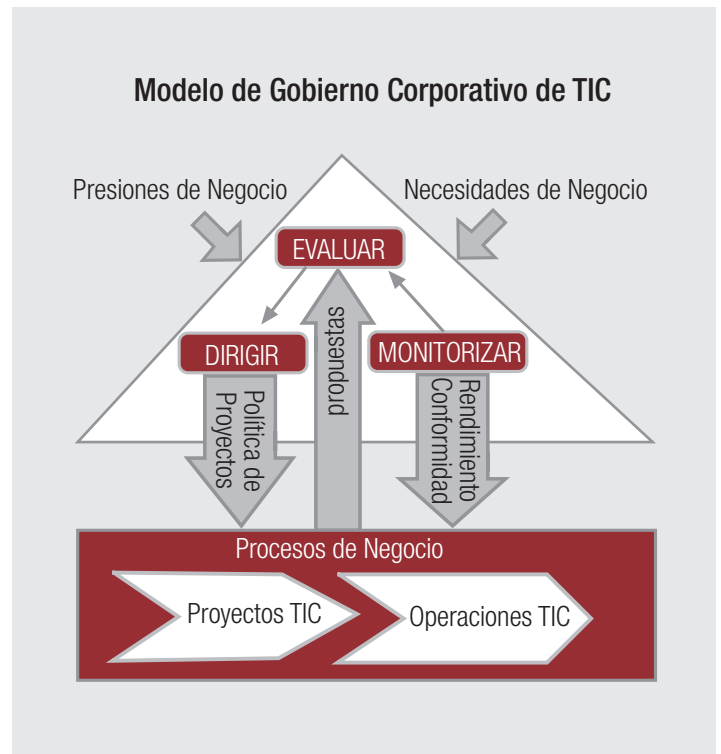 Modelo de Gobierno Corporativo de TIC
Presiones de Negocio
Necesidades de Negocio
EVALUAR
DIRIGIR
propuestas
MONITORIZAR
Política de
Proyectos
Rendimiento
Conformidad
Procesos de Negocio
Proyectos TIC
Operaciones TIC